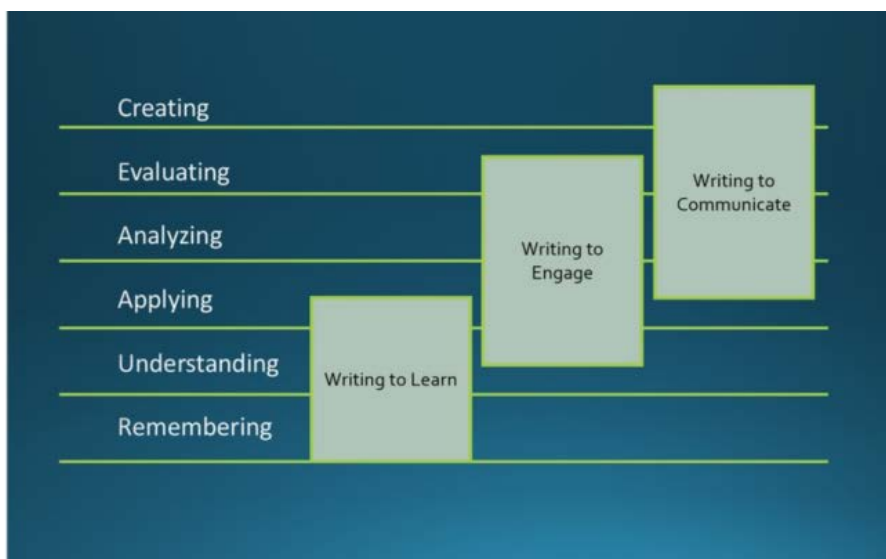 Creating
Evaluating
Analyzing
Applying
Understanding
Remembering
Writing to Learn
Writing to
Engage
Writing to
Communicate